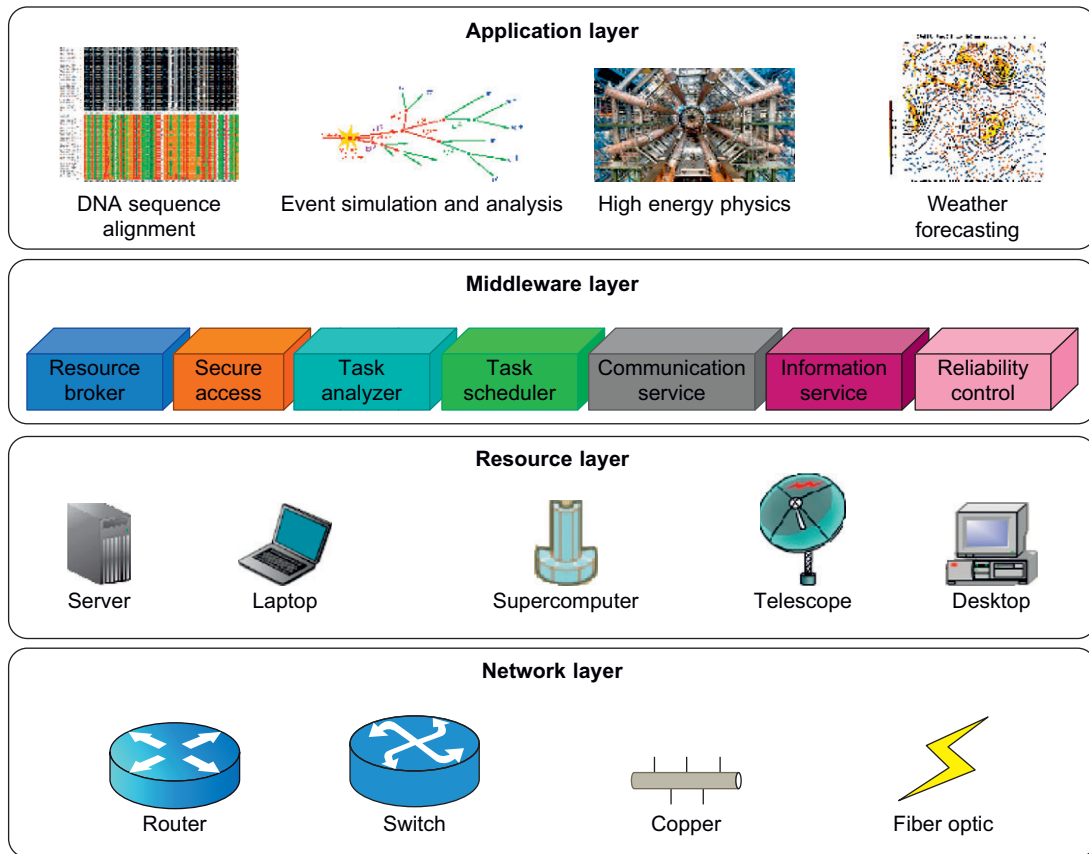 Application layer
DNA sequence
alignment
Event simulation and analysis
High energy physics
Weather
forecasting
Middleware layer
Resource
broker
Secure
access
Task
analyzer
Task
scheduler
Communication
service
Information
service
Reliability
control
Resource layer
Server
Laptop
Supercomputer
Telescope
Desktop
Network layer
Router
Switch
Copper
Fiber optic